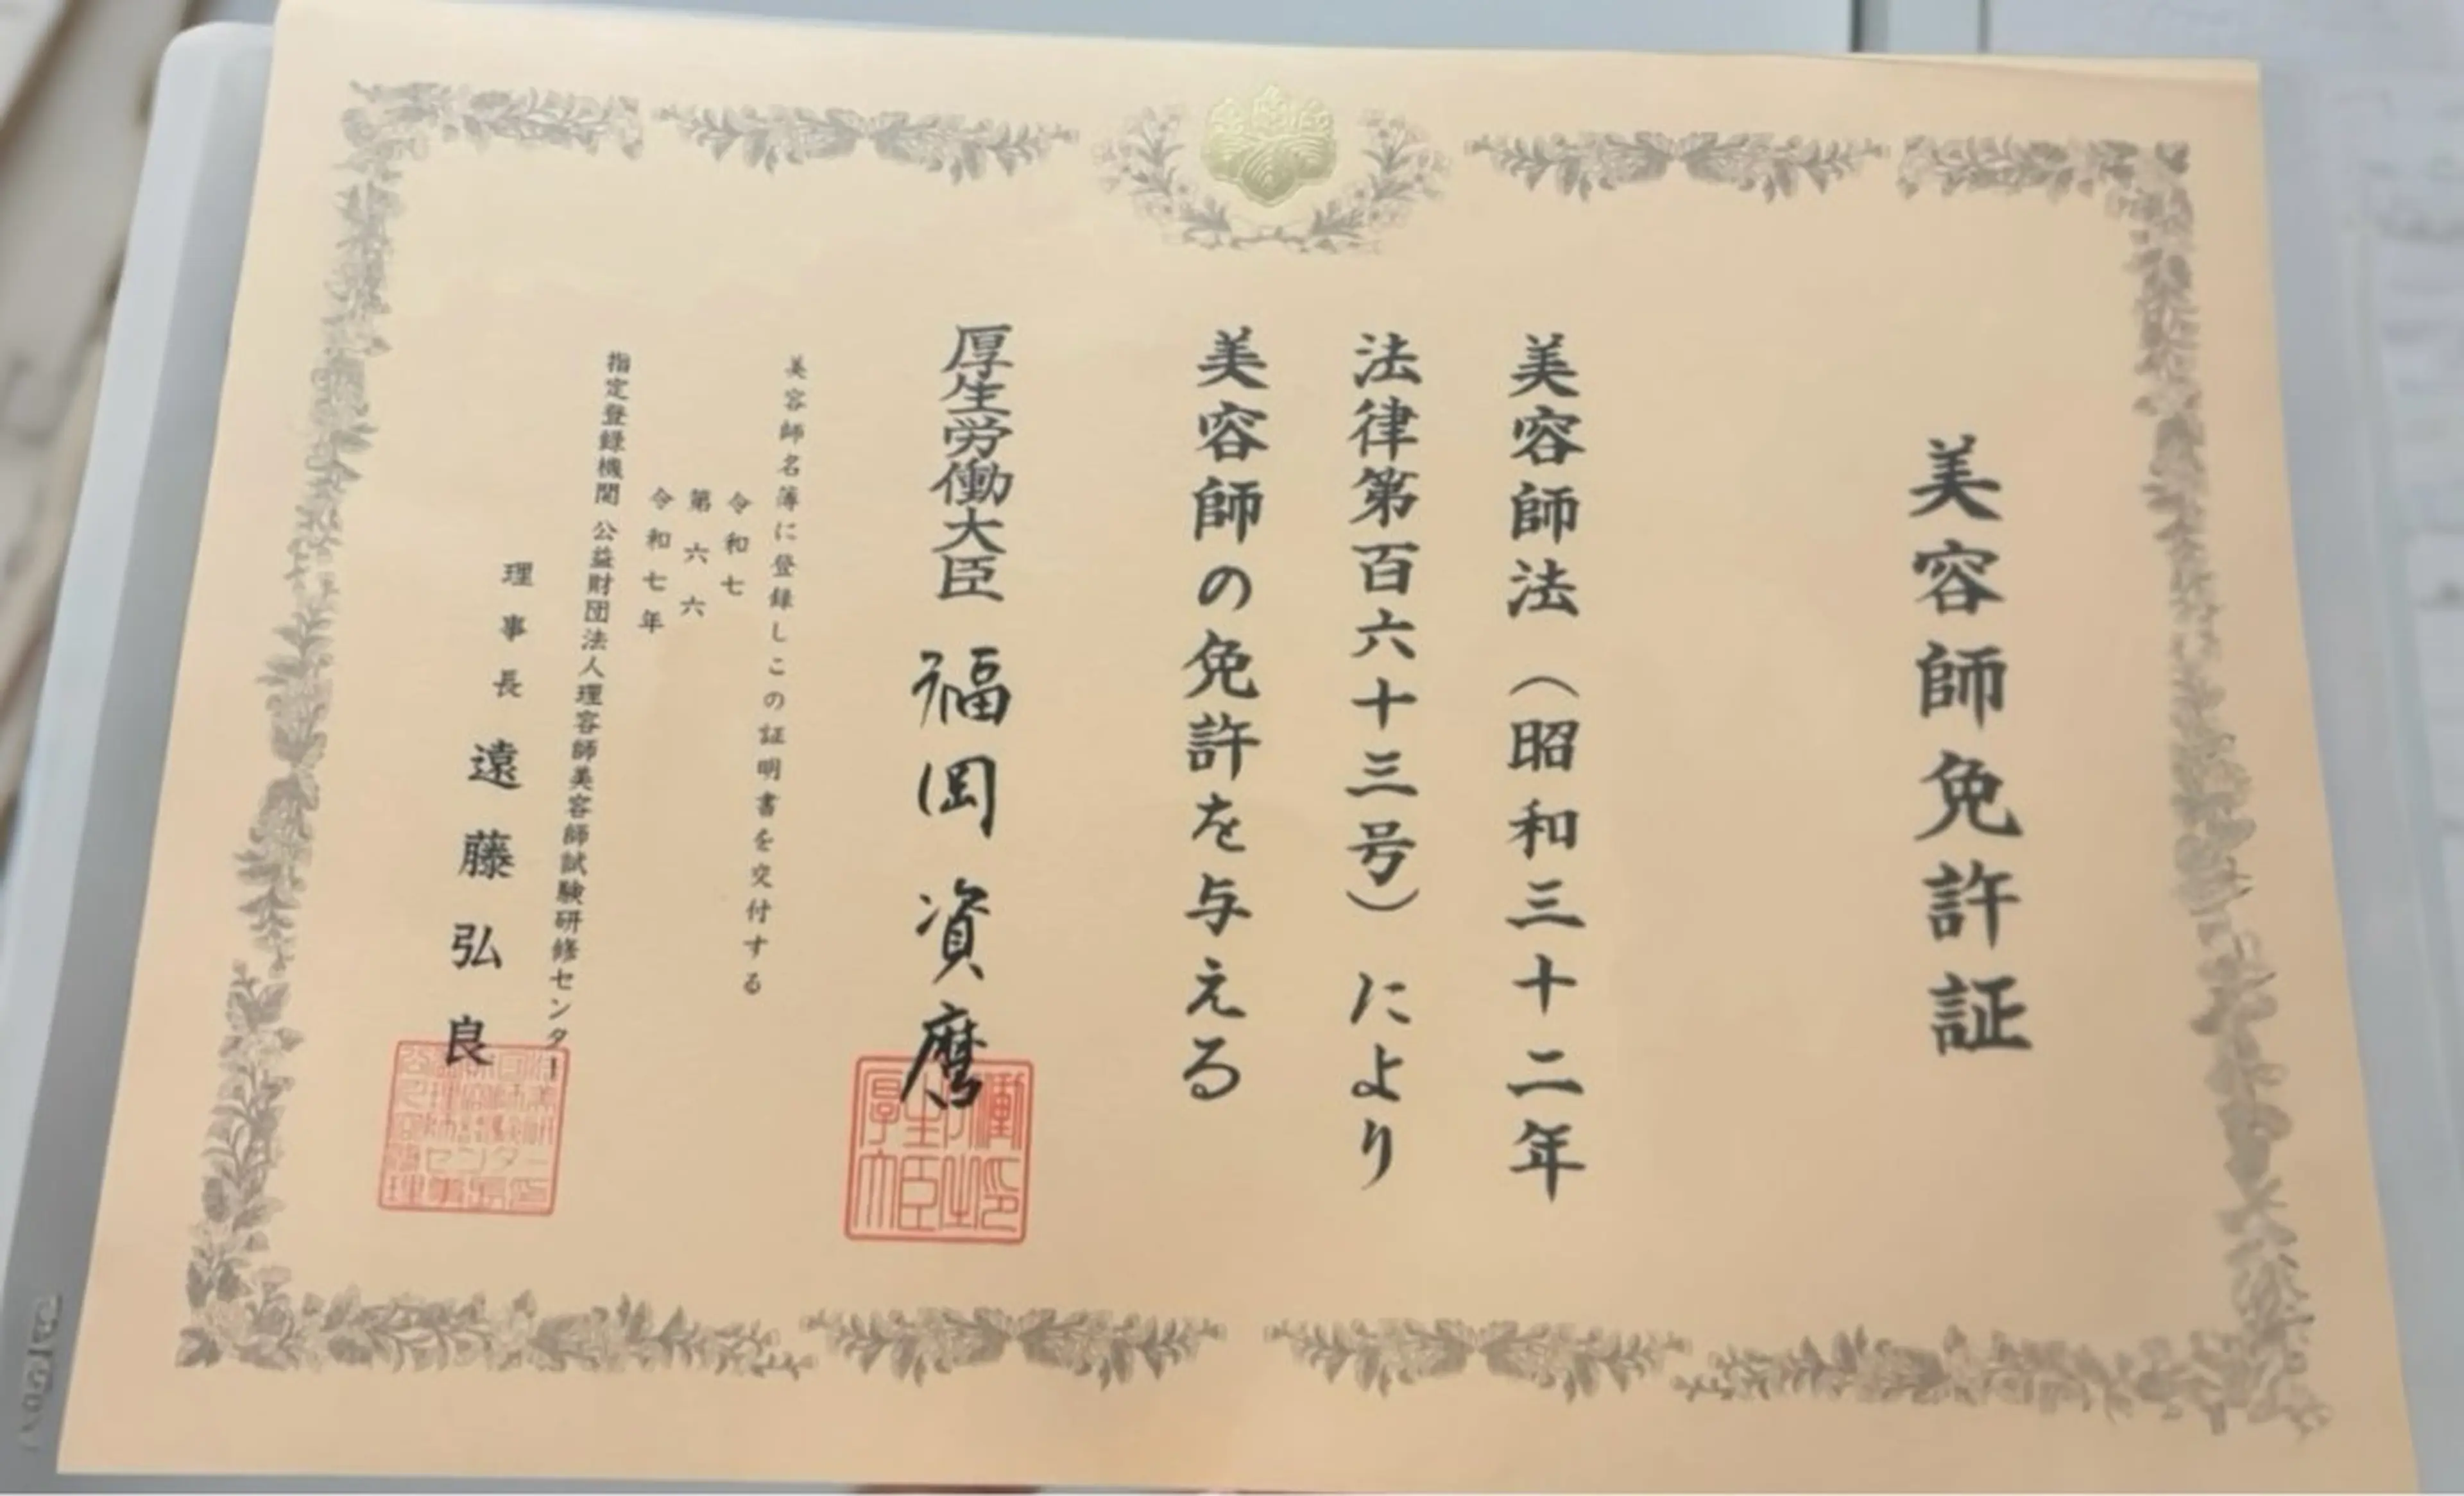 美容師免許証
美容師法（昭和三十二年
法律第百六十三号）により
美容師の免許を与える
厚生労働大臣 福岡資麿
美容師名簿に登録しこの証明書を交付する
令和七
第六六
令和七年
指定登録機関 公益財団法人理容師美容師試験研修センター
理事長 遠藤弘良